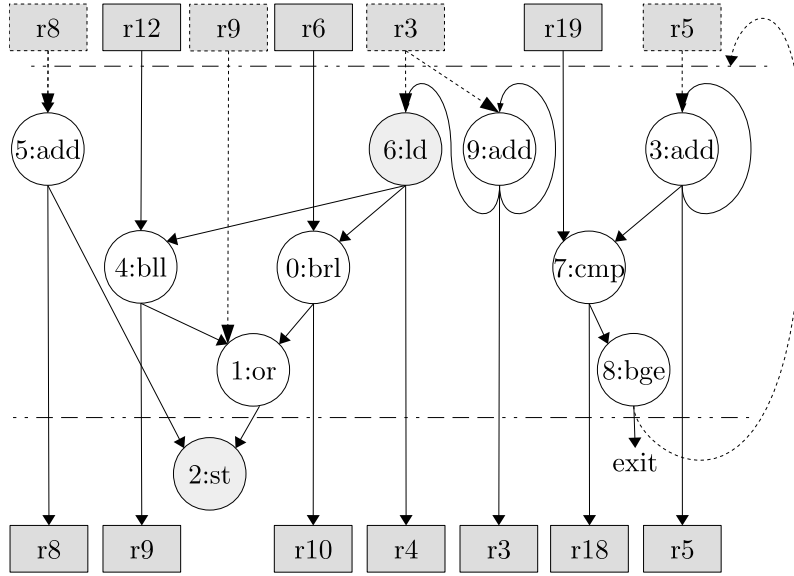 r8 r12 r9 r6 r3 r19 r5
5:add 6:ld 9:add 3:add
4:bll 0:brl 7:cmp
1:or 8:bge
exit
2:st
r8 r9 r10 r4 r3 r18 r5